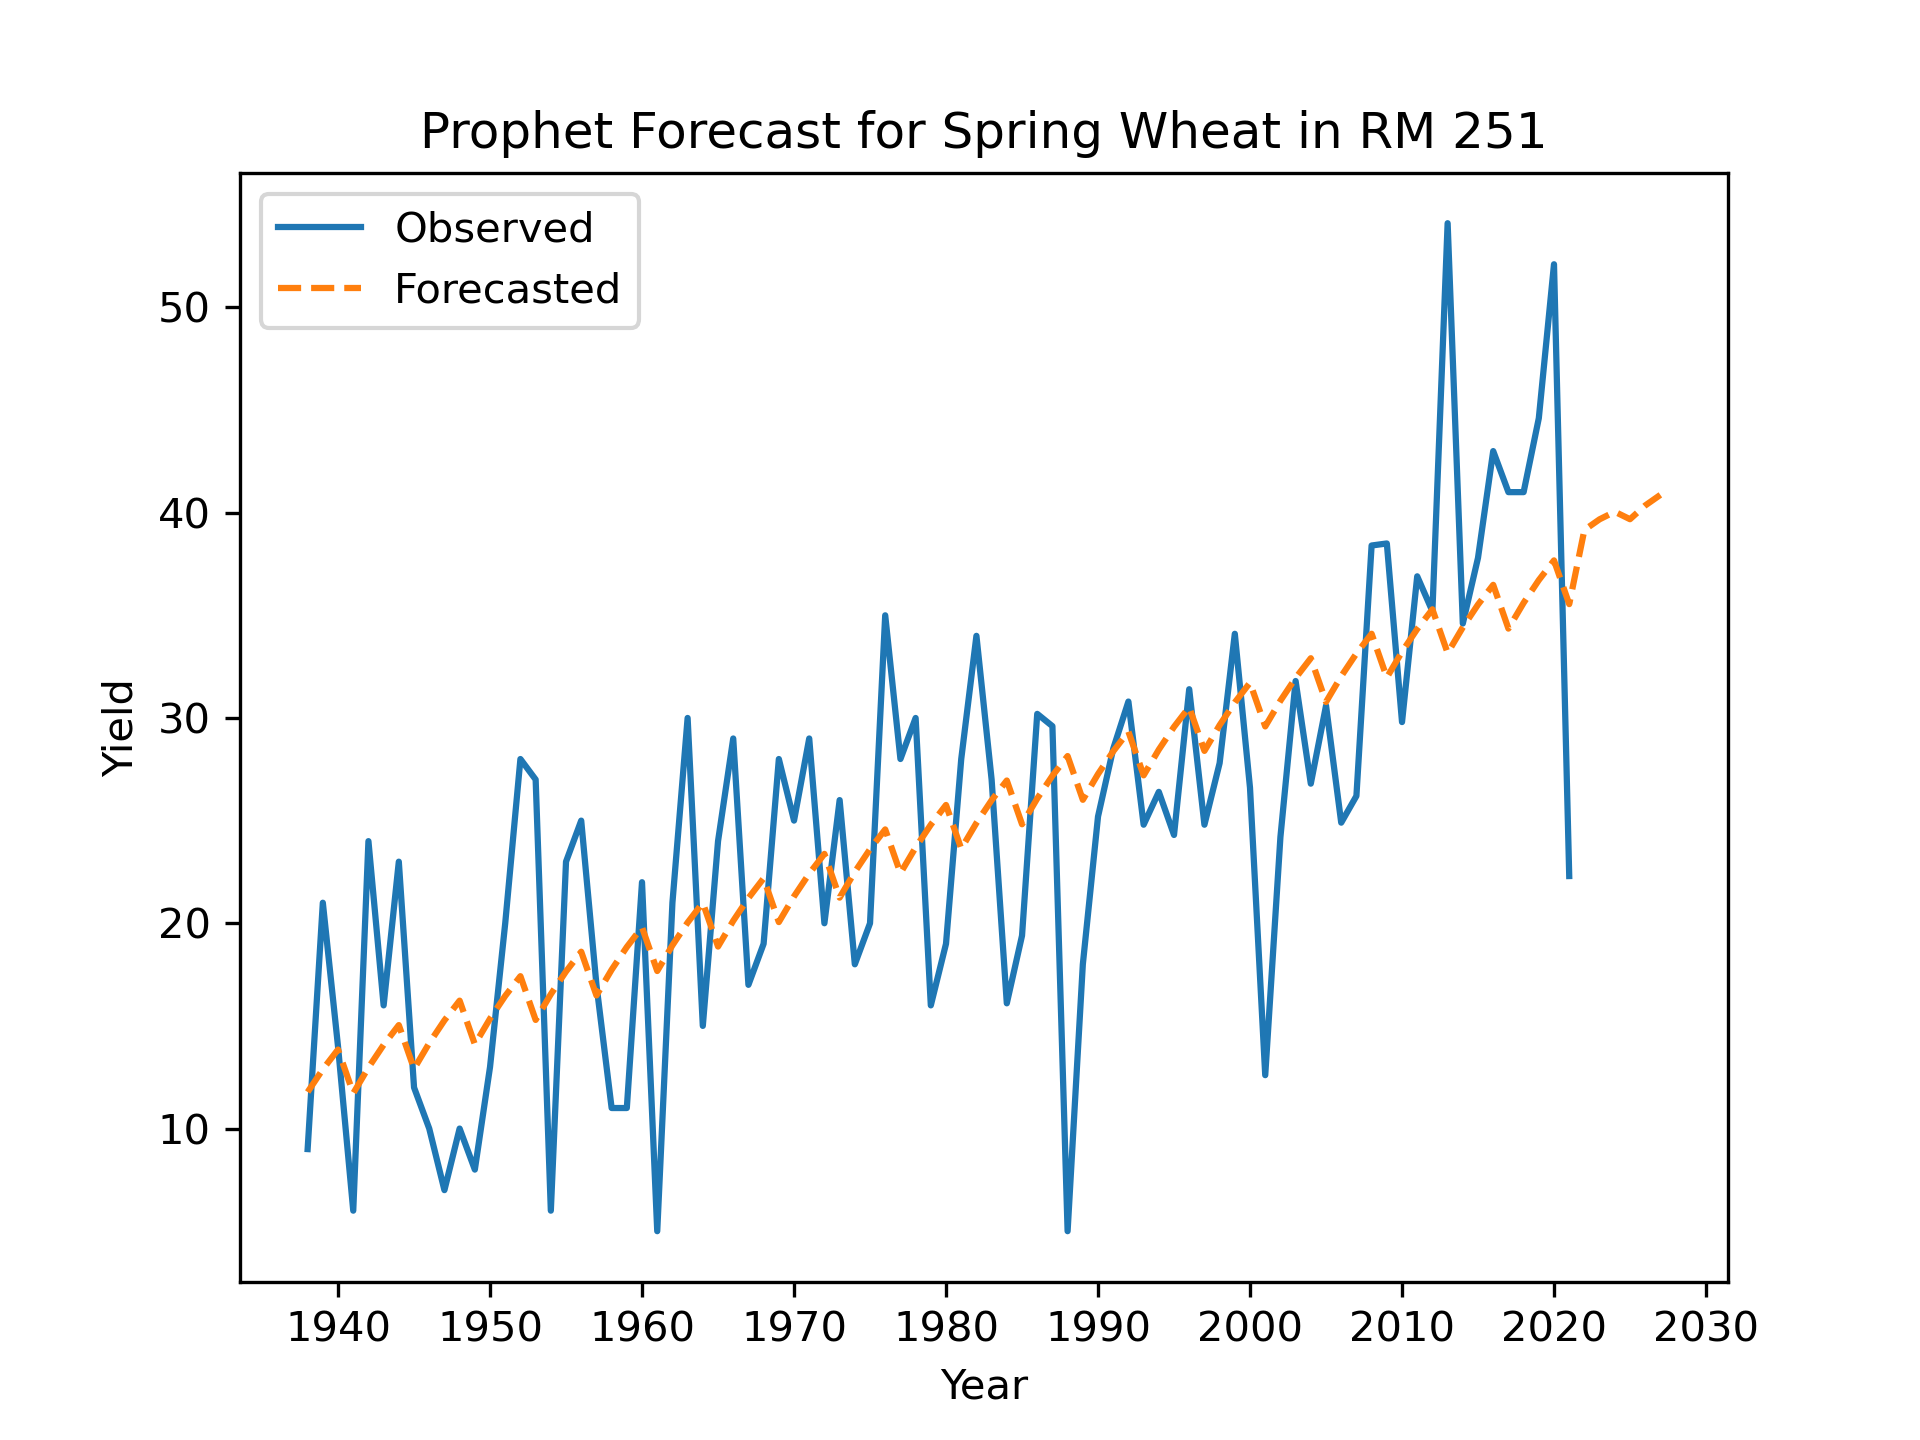 Prophet Forecast for Spring Wheat in RM 251
Observed
Forecasted
50
40
30
20
10
Yield
1940 1950 1960 1970 1980 1990 2000 2010 2020 2030
Year